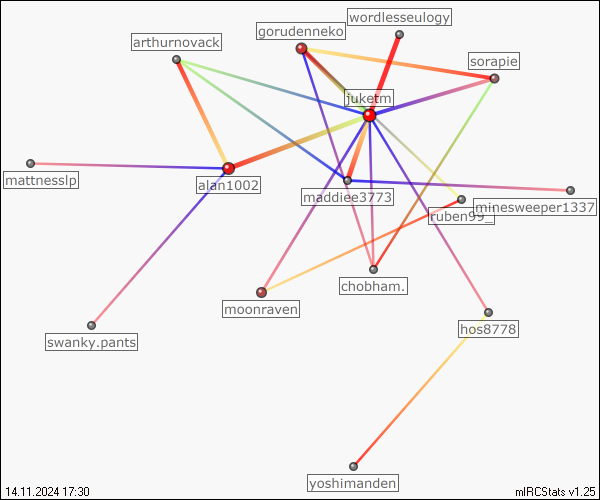 wordlesseulogy
gorudenneko
arthurnovack
sorapie
juketm
mattnesslp
alan1002
maddiee3773
minesweeper1337
ruben99_
chobham.
moonraven
hos8778
swanky.pants
yoshimanden
14.11.2024 17:30
mIRCStats v1.25